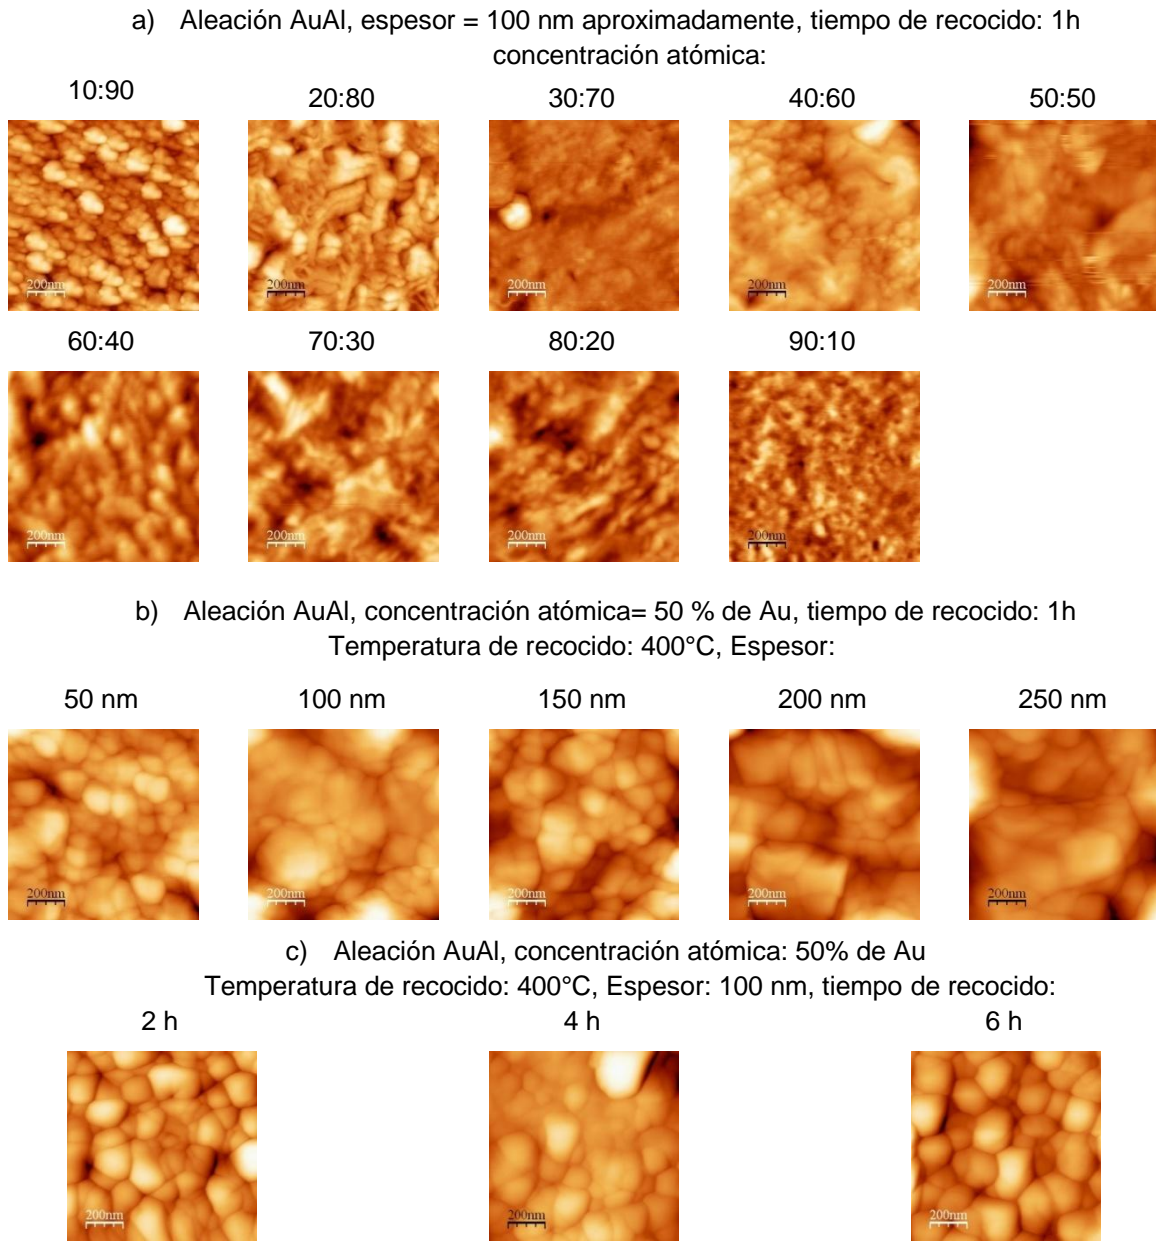 a) Aleación AuAl, espesor = 100 nm aproximadamente, tiempo de recocido: 1h
concentración atómica:
10:90 20:80 30:70 40:60 50:50
200nm 200nm 200nm 200nm 200nm
60:40 70:30 80:20 90:10
200nm 200nm 200nm 200nm
b) Aleación AuAl, concentración atómica= 50 % de Au, tiempo de recocido: 1h
Temperatura de recocido: 400°C, Espesor:
50 nm 100 nm 150 nm 200 nm 250 nm
200nm 200nm 200nm 200nm 200nm
c) Aleación AuAl, concentración atómica: 50% de Au
Temperatura de recocido: 400°C, Espesor: 100 nm, tiempo de recocido:
2 h 4 h 6 h
200nm 200nm 200nm